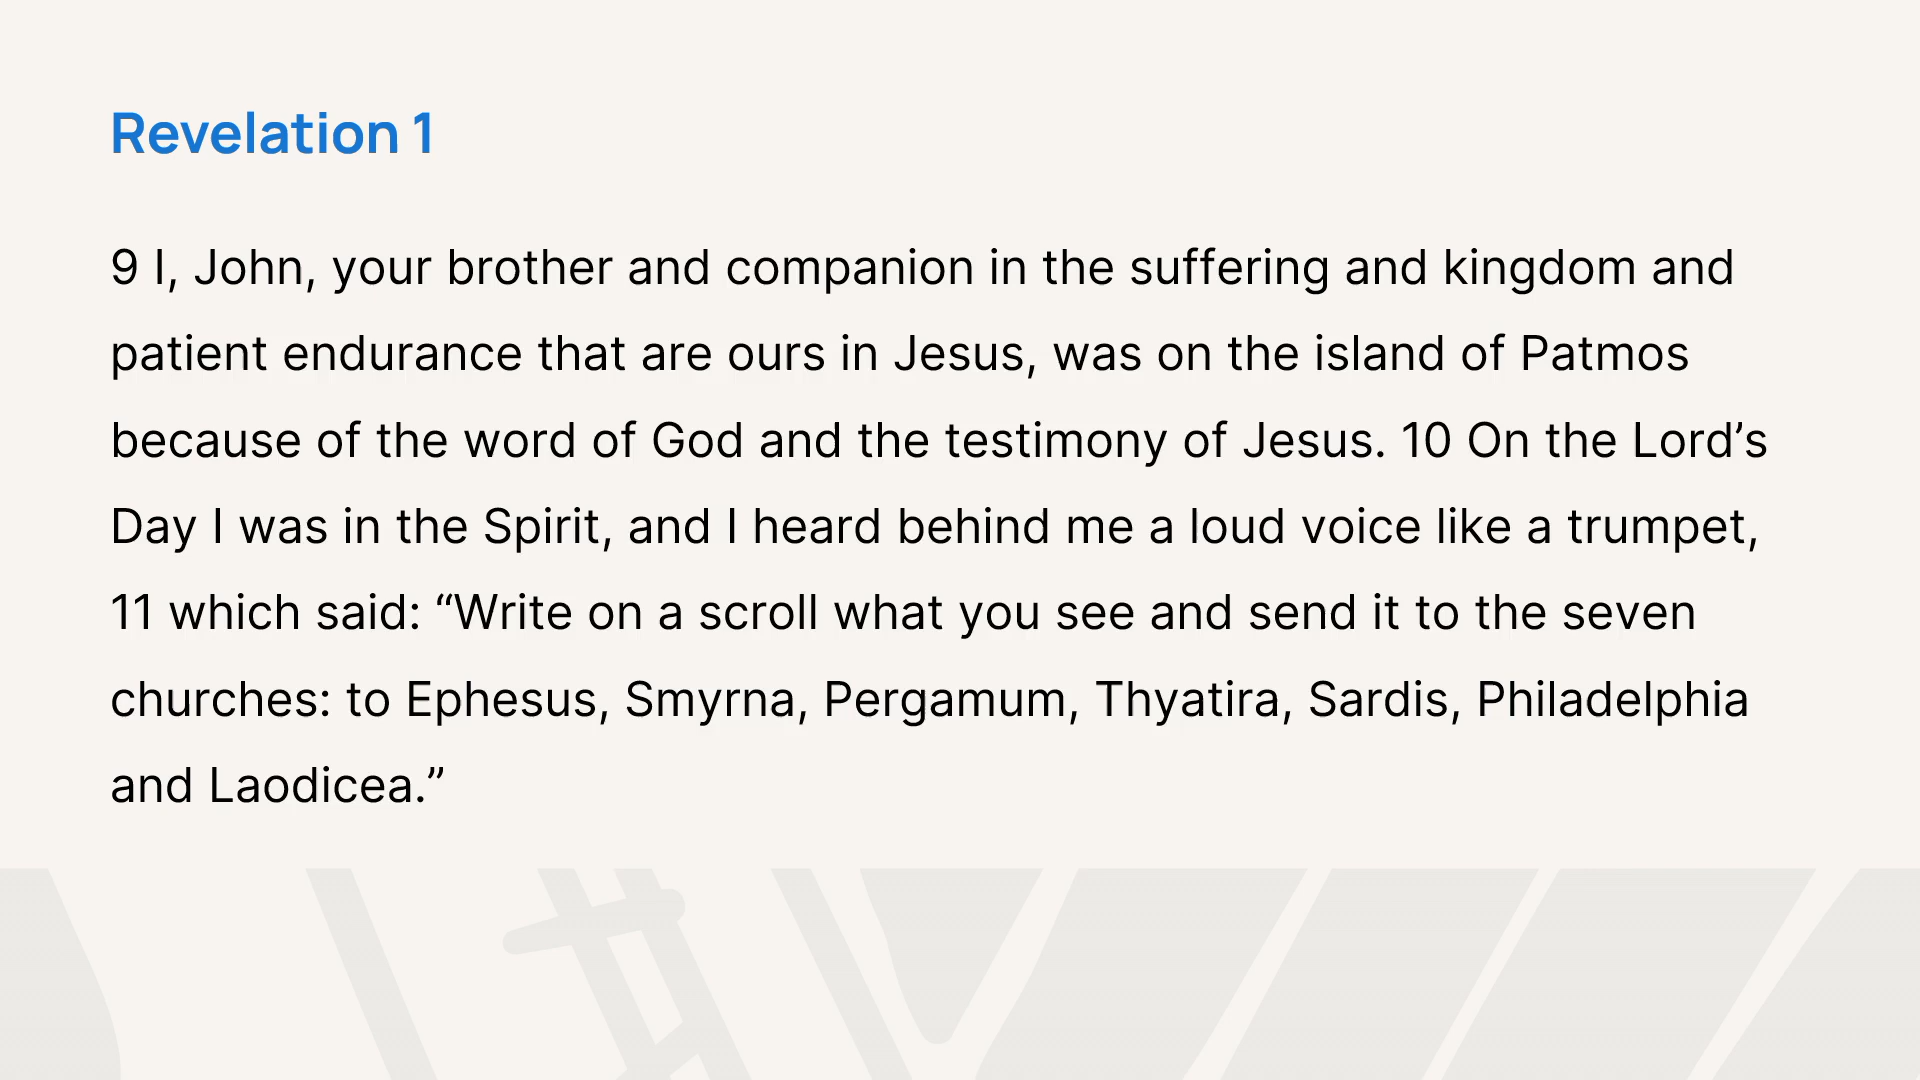 Revelation 1
9 I, John, your brother and companion in the suffering and kingdom and
patient endurance that are ours in Jesus, was on the island of Patmos
because of the word of God and the testimony of Jesus. 10 On the Lord’s
Day I was in the Spirit, and I heard behind me a loud voice like a trumpet,
11 which said: “Write on a scroll what you see and send it to the seven
churches: to Ephesus, Smyrna, Pergamum, Thyatira, Sardis, Philadelphia
and Laodicea.”